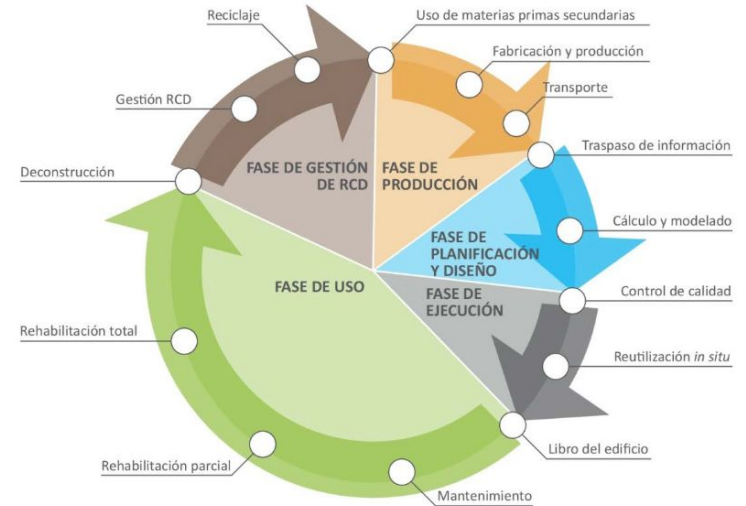 Reciclaje
Uso de materias primas secundarias
Fabricación y producción
Gestión RCD
Transporte
Traspaso de información
Deconstrucción
FASE DE GESTIÓN
DE RCD
FASE DE
PRODUCCIÓN
Cálculo y modelado
FASE DE
PLANIFICACIÓN
Y DISEÑO
FASE DE USO
FASE DE
EJECUCIÓN
Control de calidad
Rehabilitación total
Reutilización in situ
Libro del edificio
Rehabilitación parcial
Mantenimiento